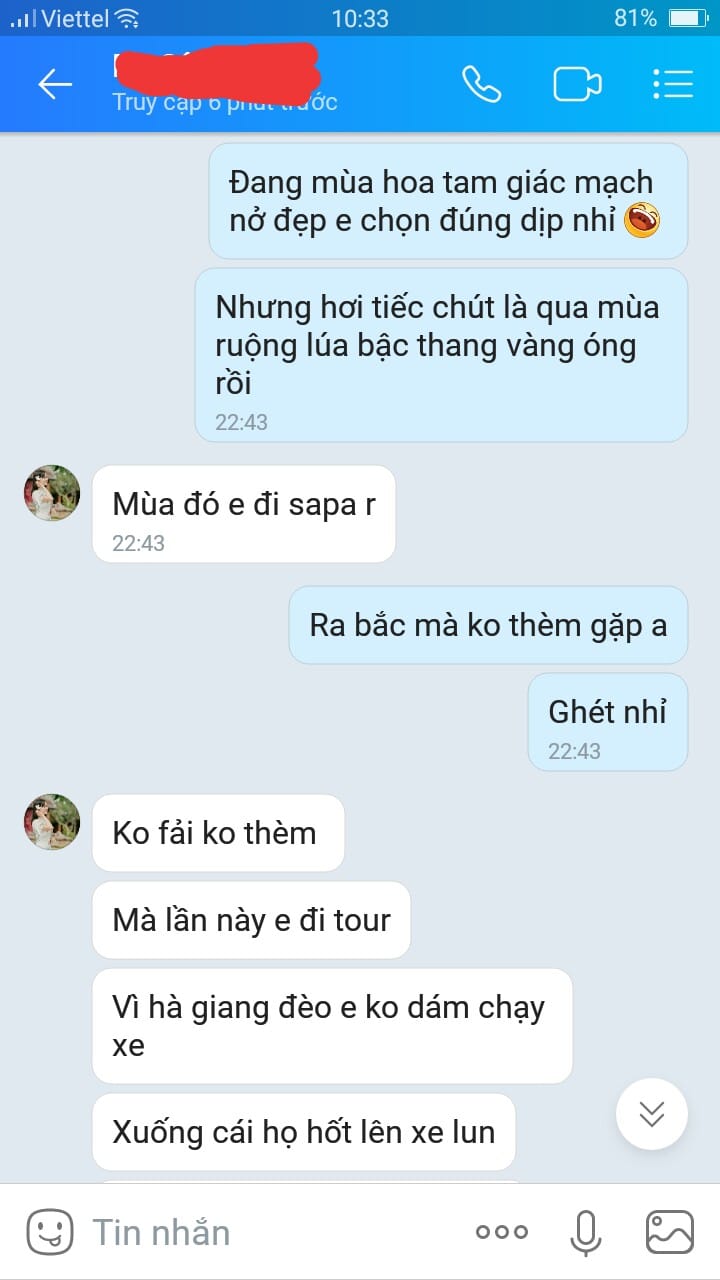 Viettel
10:33
81%
Truy cập 6 phút trước
Đang mùa hoa tam giác mạch
nở đẹp e chọn đúng dịp nhỉ
Nhưng hơi tiếc chút là qua mùa
ruộng lúa bậc thang vàng óng
rồi
22:43
Mùa đó e đi sapa r
22:43
Ra bắc mà ko thèm gặp a
Ghét nhỉ
22:43
Ko fải ko thèm
Mà lần này e đi tour
Vì hà giang đèo e ko dám chạy
xe
Xuống cái họ hốt lên xe lun
Tin nhắn